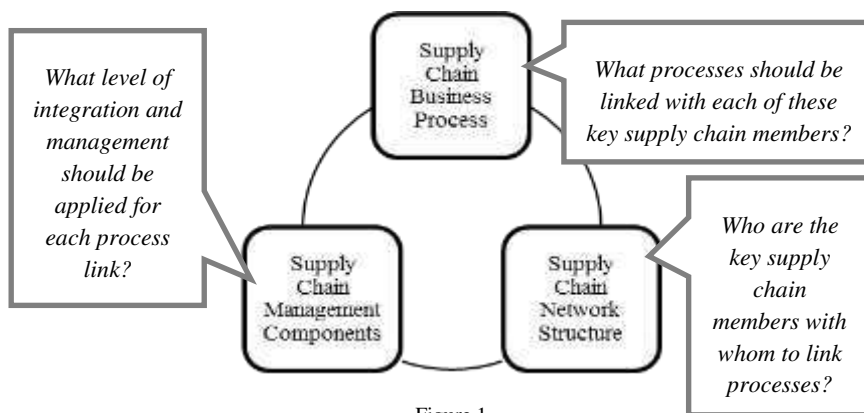 Supply
Chain
Business
Process
What processes should be
linked with each of these
key supply chain members?
What level of
integration and
management
should be
applied for
each process
link?
Supply
Chain
Management
Components
Supply
Chain
Network
Structure
Who are the
key supply
chain
members with
whom to link
processes?
Figure 1